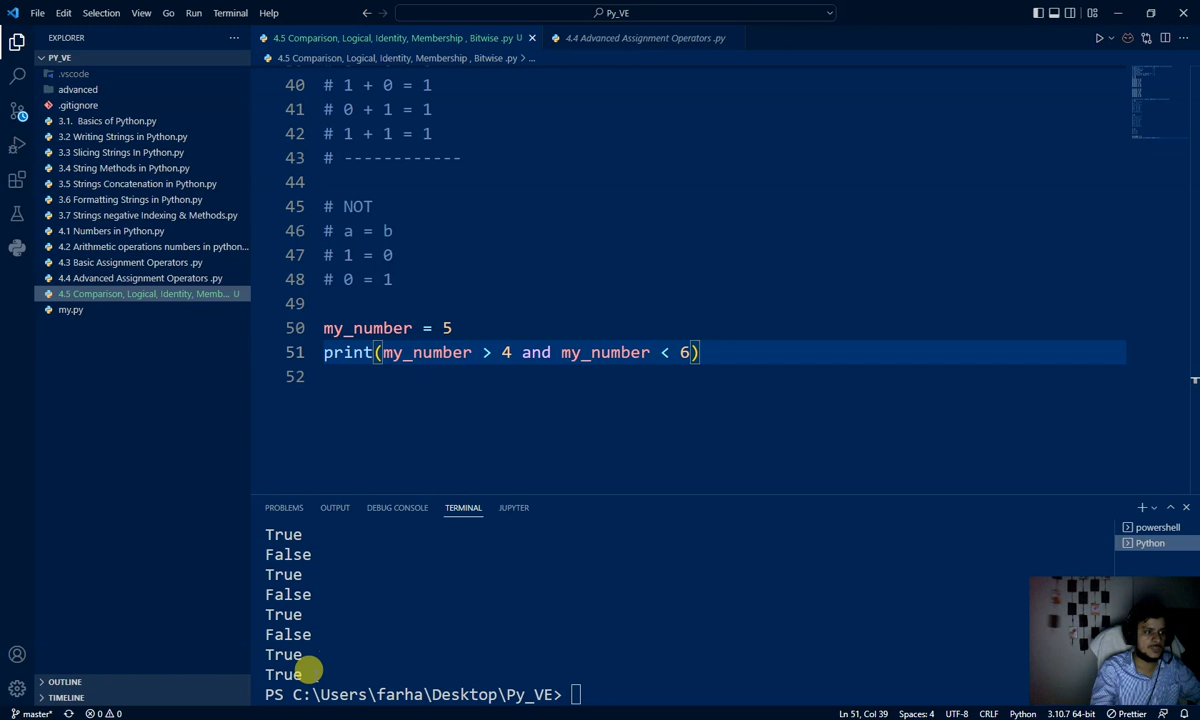 File Edit Selection View Go Run Terminal Help
Py_VE
EXPLORER
PY_VE
.vscode
advanced
.gitignore
3.1. Basics of Python.py
3.2 Writing Strings in Python.py
3.3 Slicing Strings In Python.py
3.4 String Methods in Python.py
3.5 Strings Concatenation in Python.py
3.6 Formatting Strings in Python.py
3.7 Strings negative Indexing & Methods.py
4.1 Numbers in Python.py
4.2 Arithmetic operations numbers in python...
4.3 Basic Assignment Operators .py
4.4 Advanced Assignment Operators .py
4.5 Comparison, Logical, Identity, Memb... U
my.py
OUTLINE
TIMELINE
4.5 Comparison, Logical, Identity, Membership , Bitwise .py U
4.4 Advanced Assignment Operators .py
4.5 Comparison, Logical, Identity, Membership , Bitwise .py > ...
40 # 1 + 0 = 1
41 # 0 + 1 = 1
42 # 1 + 1 = 1
43 # ------------
44
45 # NOT
46 # a = b
47 # 1 = 0
48 # 0 = 1
49
50 my_number = 5
51 print(my_number > 4 and my_number < 6)
52
PROBLEMS OUTPUT DEBUG CONSOLE TERMINAL JUPYTER
True
False
True
False
True
False
True
True
PS C:\Users\farha\Desktop\Py_VE>
powershell
Python
master* 0 0 Ln 51, Col 39 Spaces: 4 UTF-8 CRLF Python 3.10.7 64-bit Prettier